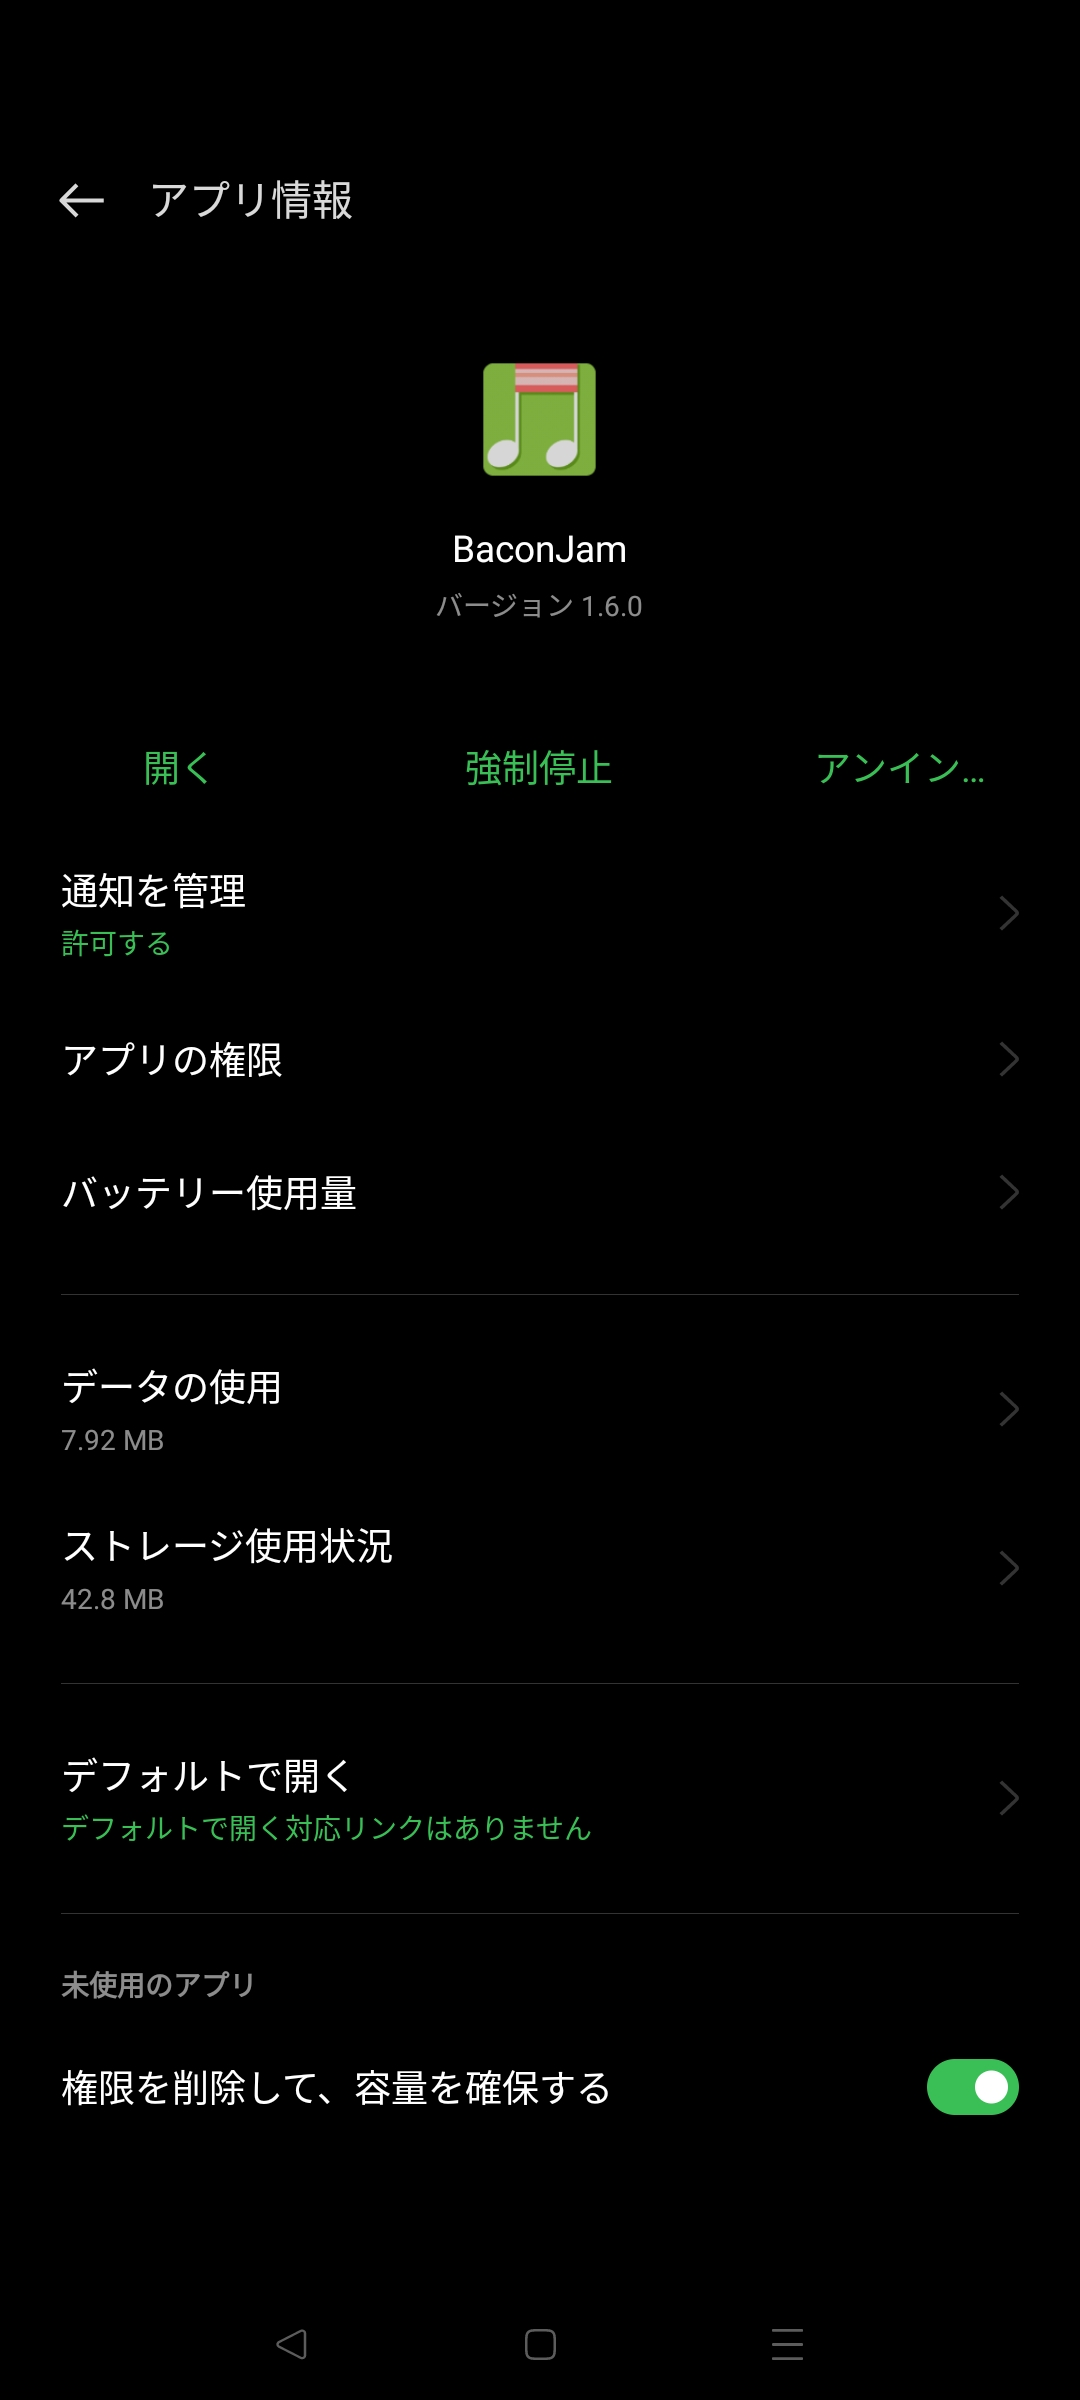 アプリ情報
BaconJam
バージョン 1.6.0
開く
強制停止
アンイン...
通知を管理
許可する
アプリの権限
バッテリー使用量
データの使用
7.92 MB
ストレージ使用状況
42.8 MB
デフォルトで開く
デフォルトで開く対応リンクはありません
未使用のアプリ
権限を削除して、容量を確保する